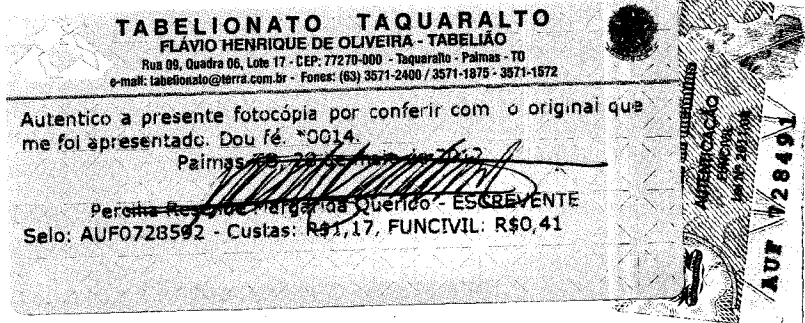 TABELIONATO TAQUARALTO
FLÁVIO HENRIQUE DE OLIVEIRA - TABELIÃO
Rua 09, Quadra 06, Lote 17 - CEP: 77270-000 - Taquaralto - Palmas - TO
e-mail: tabelionato@terra.com.br - Fones: (63) 3571-2400 / 3571-1875 - 3571-1572
Autentico a presente fotocópia por conferir com o original que
me foi apresentado. Dou fé. *0014.
Palmas
Querido - ESCREVENTE
Selo: AUF0728592 - Custas: R$1,17, FUNCIVIL: R$0,41
AUTENTICAÇÃO
FUNCIVIL
AUF 728491